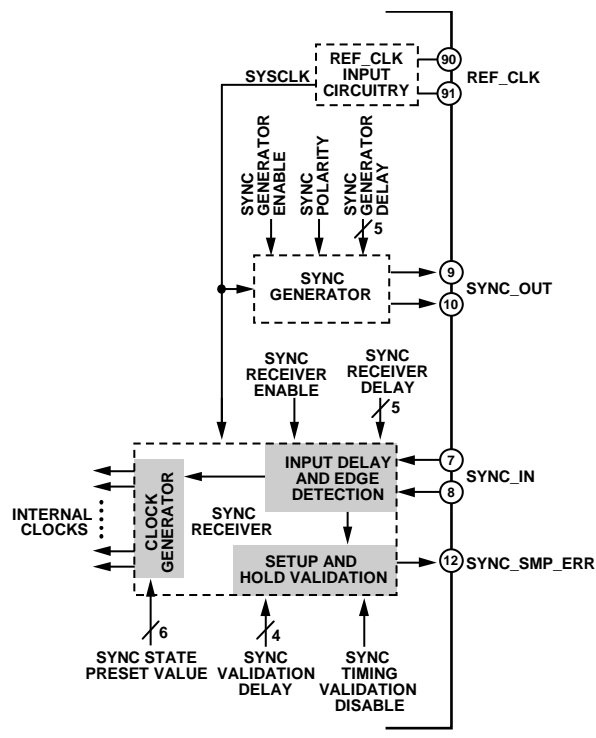 REF_CLK
INPUT
CIRCUITRY
SYSCLK
90
91
REF_CLK
SYNC
GENERATOR
ENABLE
SYNC
POLARITY
SYNC
GENERATOR
DELAY
5
SYNC
GENERATOR
9
10
SYNC_OUT
SYNC
RECEIVER
ENABLE
SYNC
RECEIVER
DELAY
5
INPUT DELAY
AND EDGE
DETECTION
7
8
SYNC_IN
CLOCK
GENERATOR
SYNC
RECEIVER
INTERNAL
CLOCKS
SETUP AND
HOLD VALIDATION
12
SYNC_SMP_ERR
6
SYNC STATE
PRESET VALUE
4
SYNC
VALIDATION
DELAY
SYNC
TIMING
VALIDATION
DISABLE